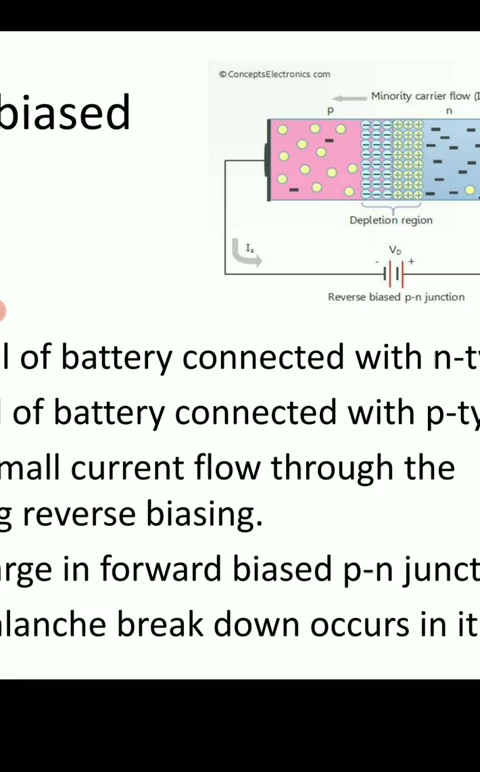 ©ConceptsElectronics.com
biased
Minority carrier flow (I
p
n
Depletion region
Is
VD
- +
Reverse biased p-n junction
l of battery connected with n-t
l of battery connected with p-ty
mall current flow through the
g reverse biasing.
arge in forward biased p-n junct
alanche break down occurs in it